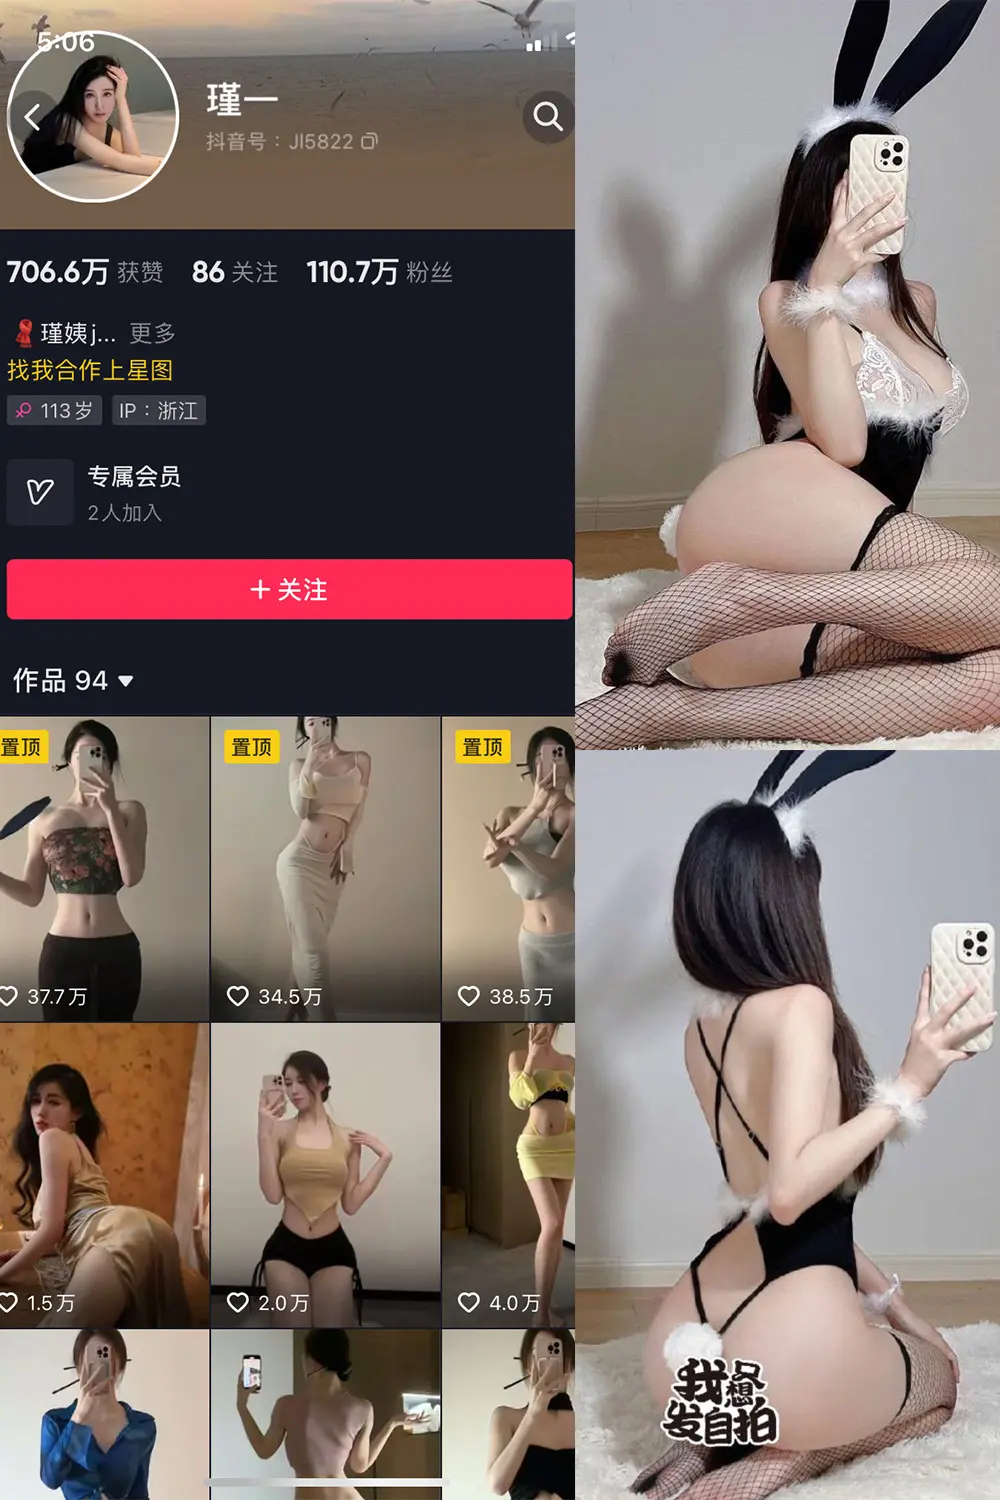 5:06
瑾一
抖音号：JI5822
706.6万 获赞 86 关注 110.7万 粉丝
瑾姨j... 更多
找我合作上星图
113岁 IP：浙江
专属会员
2人加入
+ 关注
作品 94
置顶 置顶 置顶
37.7万 34.5万 38.5万
1.5万 2.0万 4.0万
我只想
发自拍